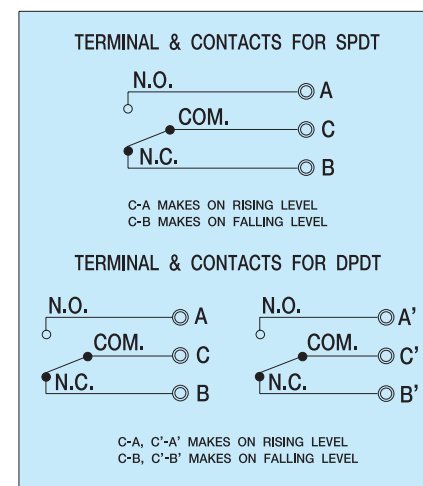 TERMINAL & CONTACTS FOR SPDT
N.O.
A
COM.
C
N.C.
B
C-A MAKES ON RISING LEVEL
C-B MAKES ON FALLING LEVEL
TERMINAL & CONTACTS FOR DPDT
N.O.
A
COM.
C
N.C.
B
N.O.
A'
COM.
C'
N.C.
B'
C-A, C'-A' MAKES ON RISING LEVEL
C-B, C'-B' MAKES ON FALLING LEVEL